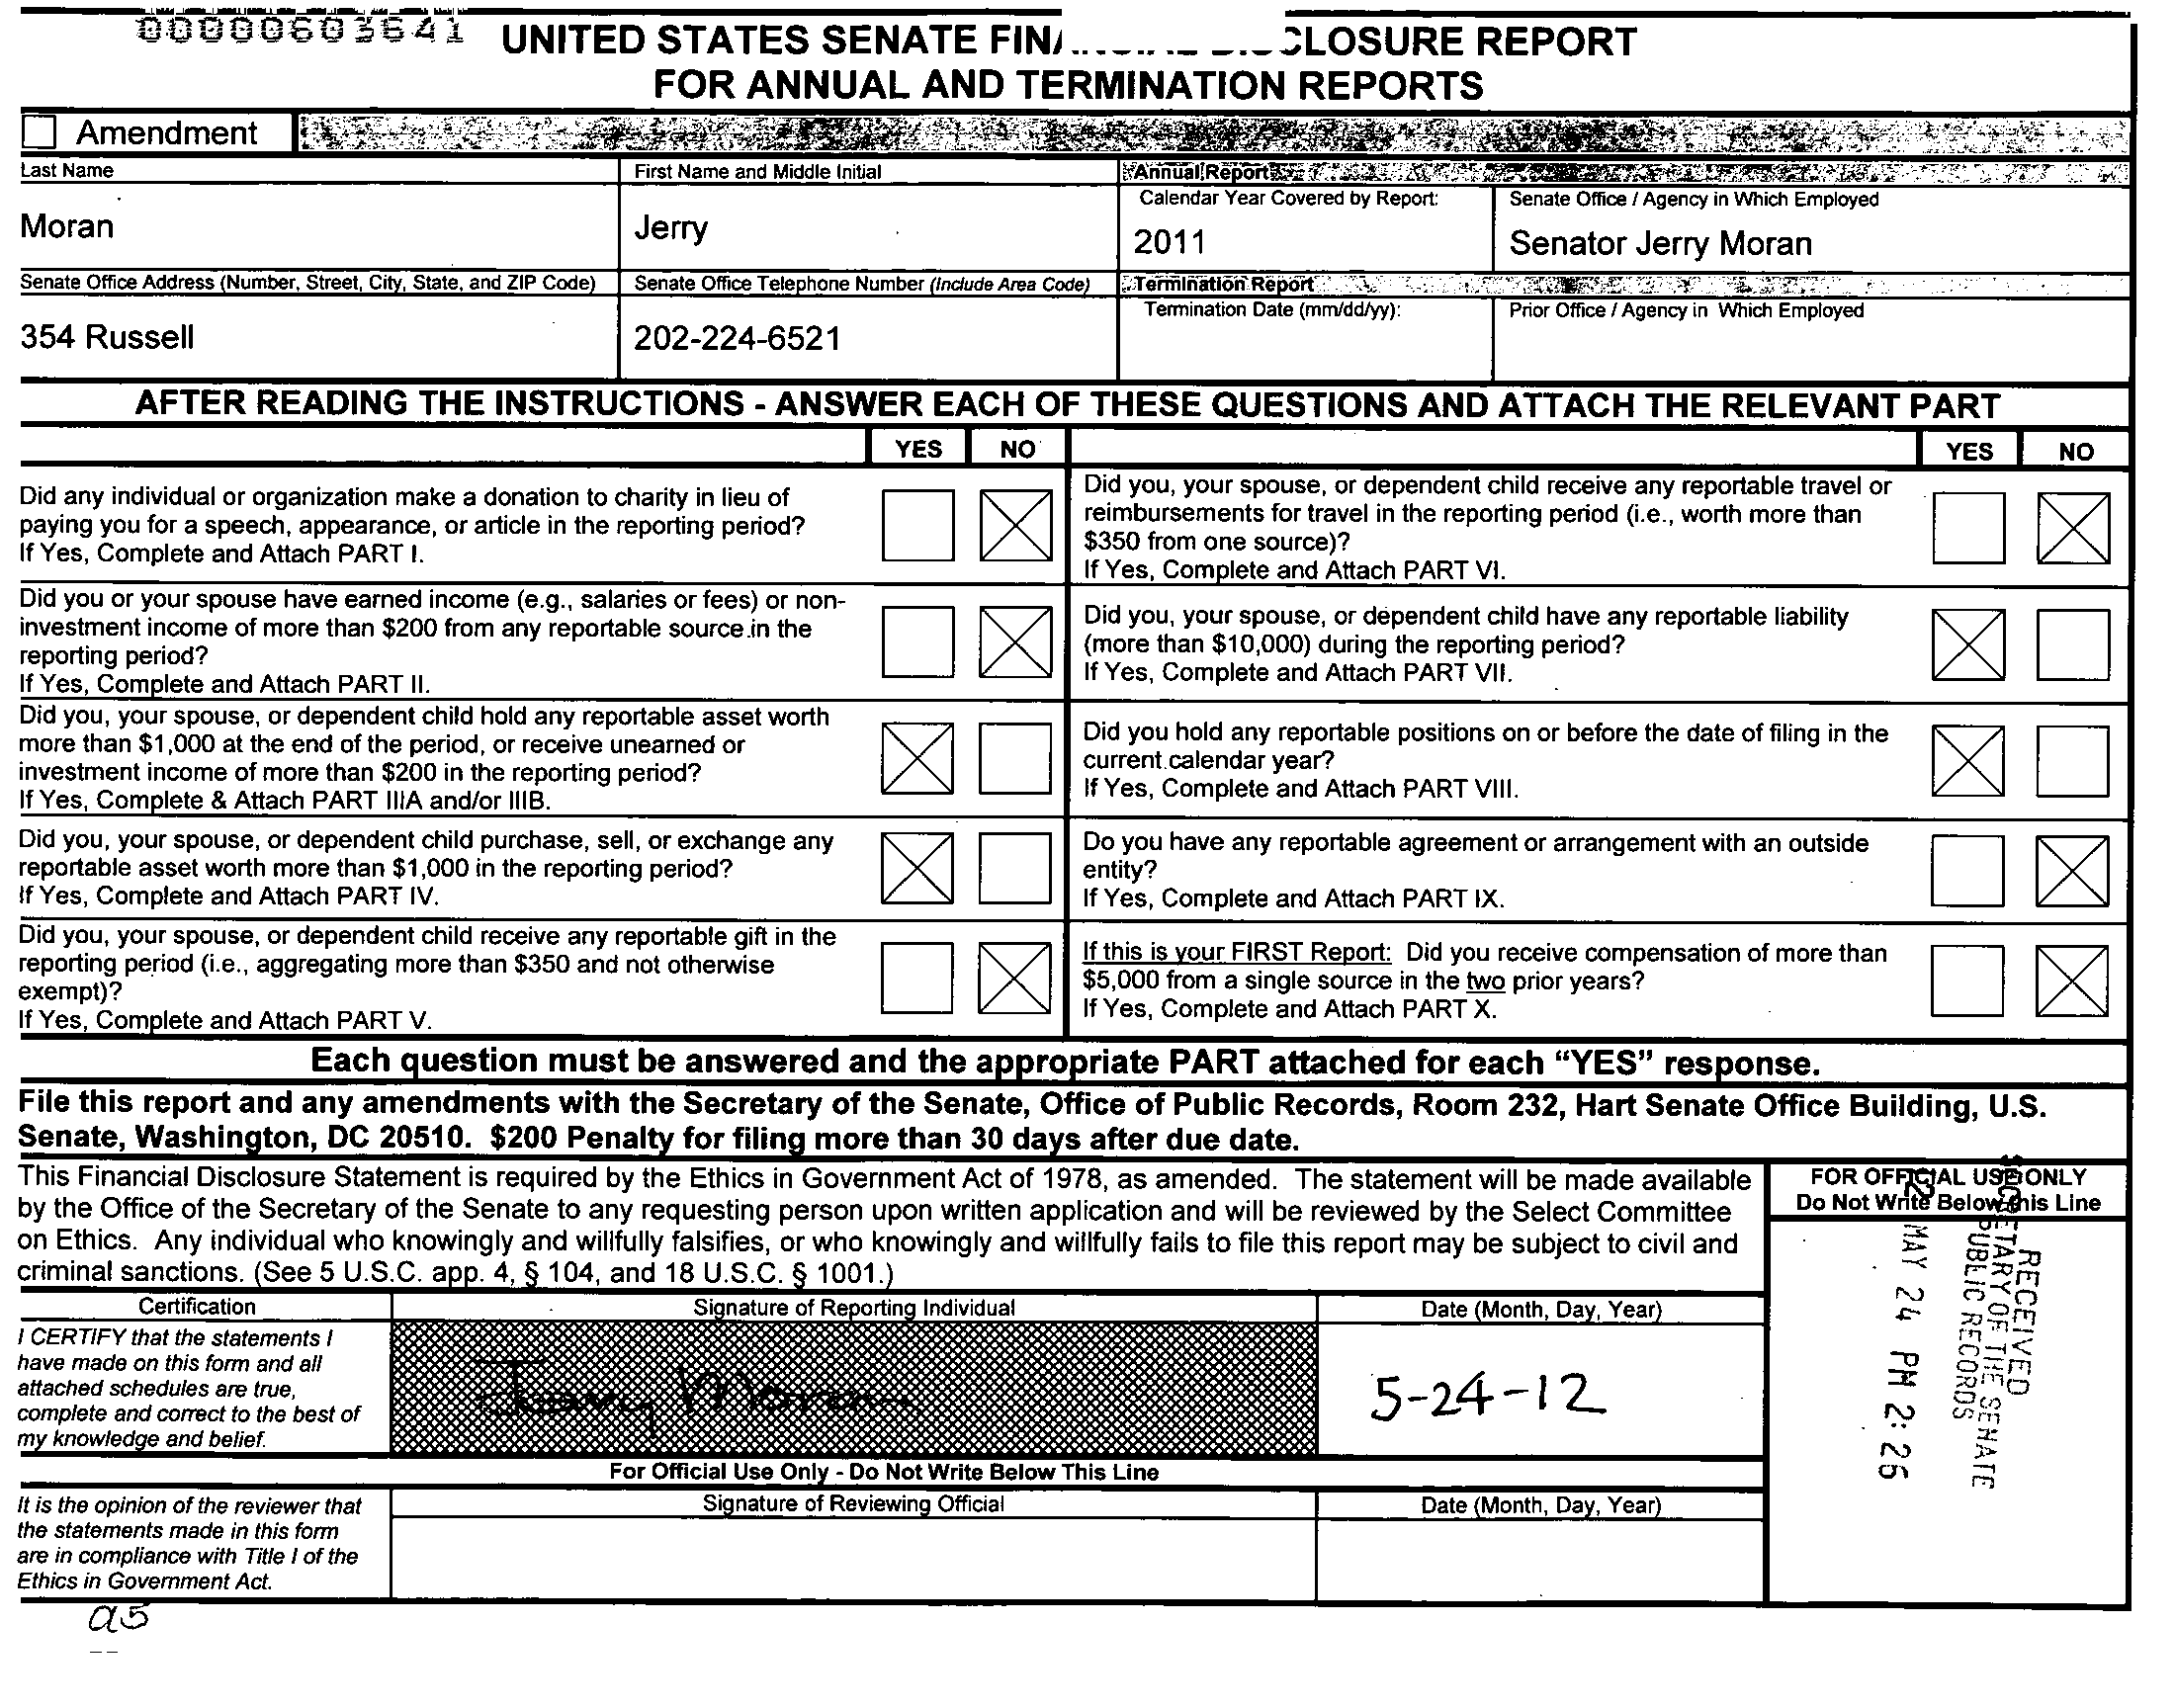 00000603641
UNITED STATES SENATE FINANCIAL DISCLOSURE REPORT
FOR ANNUAL AND TERMINATION REPORTS
Amendment
Last Name
First Name and Middle Initial
Annual Report
Calendar Year Covered by Report:
Senate Office / Agency in Which Employed
Moran
Jerry
2011
Senator Jerry Moran
Senate Office Address (Number, Street, City, State, and ZIP Code)
Senate Office Telephone Number (Include Area Code)
Termination Report
Termination Date (mm/dd/yy):
Prior Office / Agency in Which Employed
354 Russell
202-224-6521
AFTER READING THE INSTRUCTIONS - ANSWER EACH OF THESE QUESTIONS AND ATTACH THE RELEVANT PART
YES NO
YES NO
Did any individual or organization make a donation to charity in lieu of
paying you for a speech, appearance, or article in the reporting period?
If Yes, Complete and Attach PART I.
Did you, your spouse, or dependent child receive any reportable travel or
reimbursements for travel in the reporting period (i.e., worth more than
$350 from one source)?
If Yes, Complete and Attach PART VI.
Did you or your spouse have earned income (e.g., salaries or fees) or non-
investment income of more than $200 from any reportable source in the
reporting period?
If Yes, Complete and Attach PART II.
Did you, your spouse, or dependent child have any reportable liability
(more than $10,000) during the reporting period?
If Yes, Complete and Attach PART VII.
Did you, your spouse, or dependent child hold any reportable asset worth
more than $1,000 at the end of the period, or receive unearned or
investment income of more than $200 in the reporting period?
If Yes, Complete & Attach PART IIIA and/or IIIB.
Did you hold any reportable positions on or before the date of filing in the
current calendar year?
If Yes, Complete and Attach PART VIII.
Did you, your spouse, or dependent child purchase, sell, or exchange any
reportable asset worth more than $1,000 in the reporting period?
If Yes, Complete and Attach PART IV.
Do you have any reportable agreement or arrangement with an outside
entity?
If Yes, Complete and Attach PART IX.
Did you, your spouse, or dependent child receive any reportable gift in the
reporting period (i.e., aggregating more than $350 and not otherwise
exempt)?
If Yes, Complete and Attach PART V.
If this is your FIRST Report: Did you receive compensation of more than
$5,000 from a single source in the two prior years?
If Yes, Complete and Attach PART X.
Each question must be answered and the appropriate PART attached for each “YES” response.
File this report and any amendments with the Secretary of the Senate, Office of Public Records, Room 232, Hart Senate Office Building, U.S.
Senate, Washington, DC 20510. $200 Penalty for filing more than 30 days after due date.
This Financial Disclosure Statement is required by the Ethics in Government Act of 1978, as amended. The statement will be made available
by the Office of the Secretary of the Senate to any requesting person upon written application and will be reviewed by the Select Committee
on Ethics. Any individual who knowingly and willfully falsifies, or who knowingly and willfully fails to file this report may be subject to civil and
criminal sanctions. (See 5 U.S.C. app. 4, § 104, and 18 U.S.C. § 1001.)
FOR OFFICIAL USE ONLY
Do Not Write Below this Line
RECEIVED
SECRETARY OF THE SENATE
PUBLIC RECORDS
12 MAY 24 PM 2:26
Certification
Signature of Reporting Individual
Date (Month, Day, Year)
I CERTIFY that the statements I
have made on this form and all
attached schedules are true,
complete and correct to the best of
my knowledge and belief.
Jerry Moran
5-24-12
For Official Use Only - Do Not Write Below This Line
It is the opinion of the reviewer that
the statements made in this form
are in compliance with Title I of the
Ethics in Government Act.
Signature of Reviewing Official
Date (Month, Day, Year)
a5